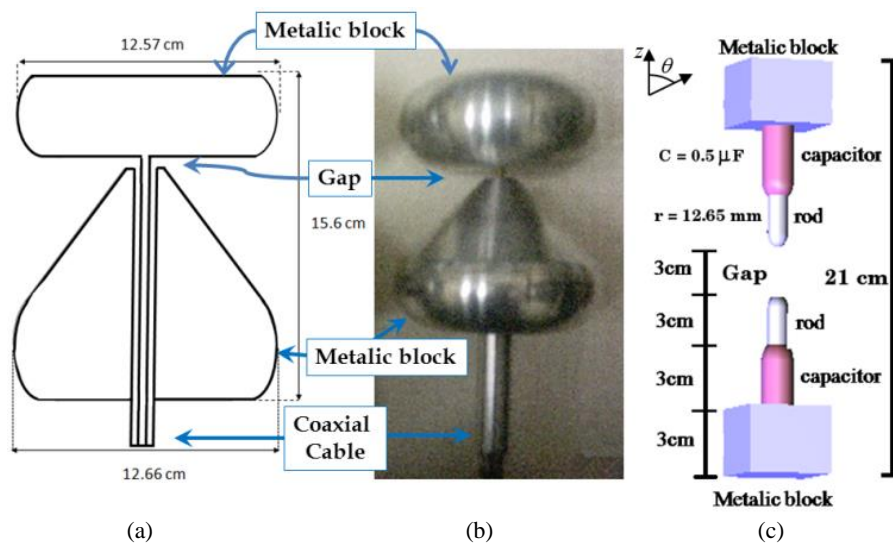 12.57 cm
Metalic block
Gap
15.6 cm
Metalic block
Coaxial
Cable
12.66 cm
(a)
(b)
z
θ
Metalic block
C = 0.5 μF
capacitor
r = 12.65 mm
rod
3cm
Gap
21 cm
3cm
rod
3cm
capacitor
3cm
Metalic block
(c)